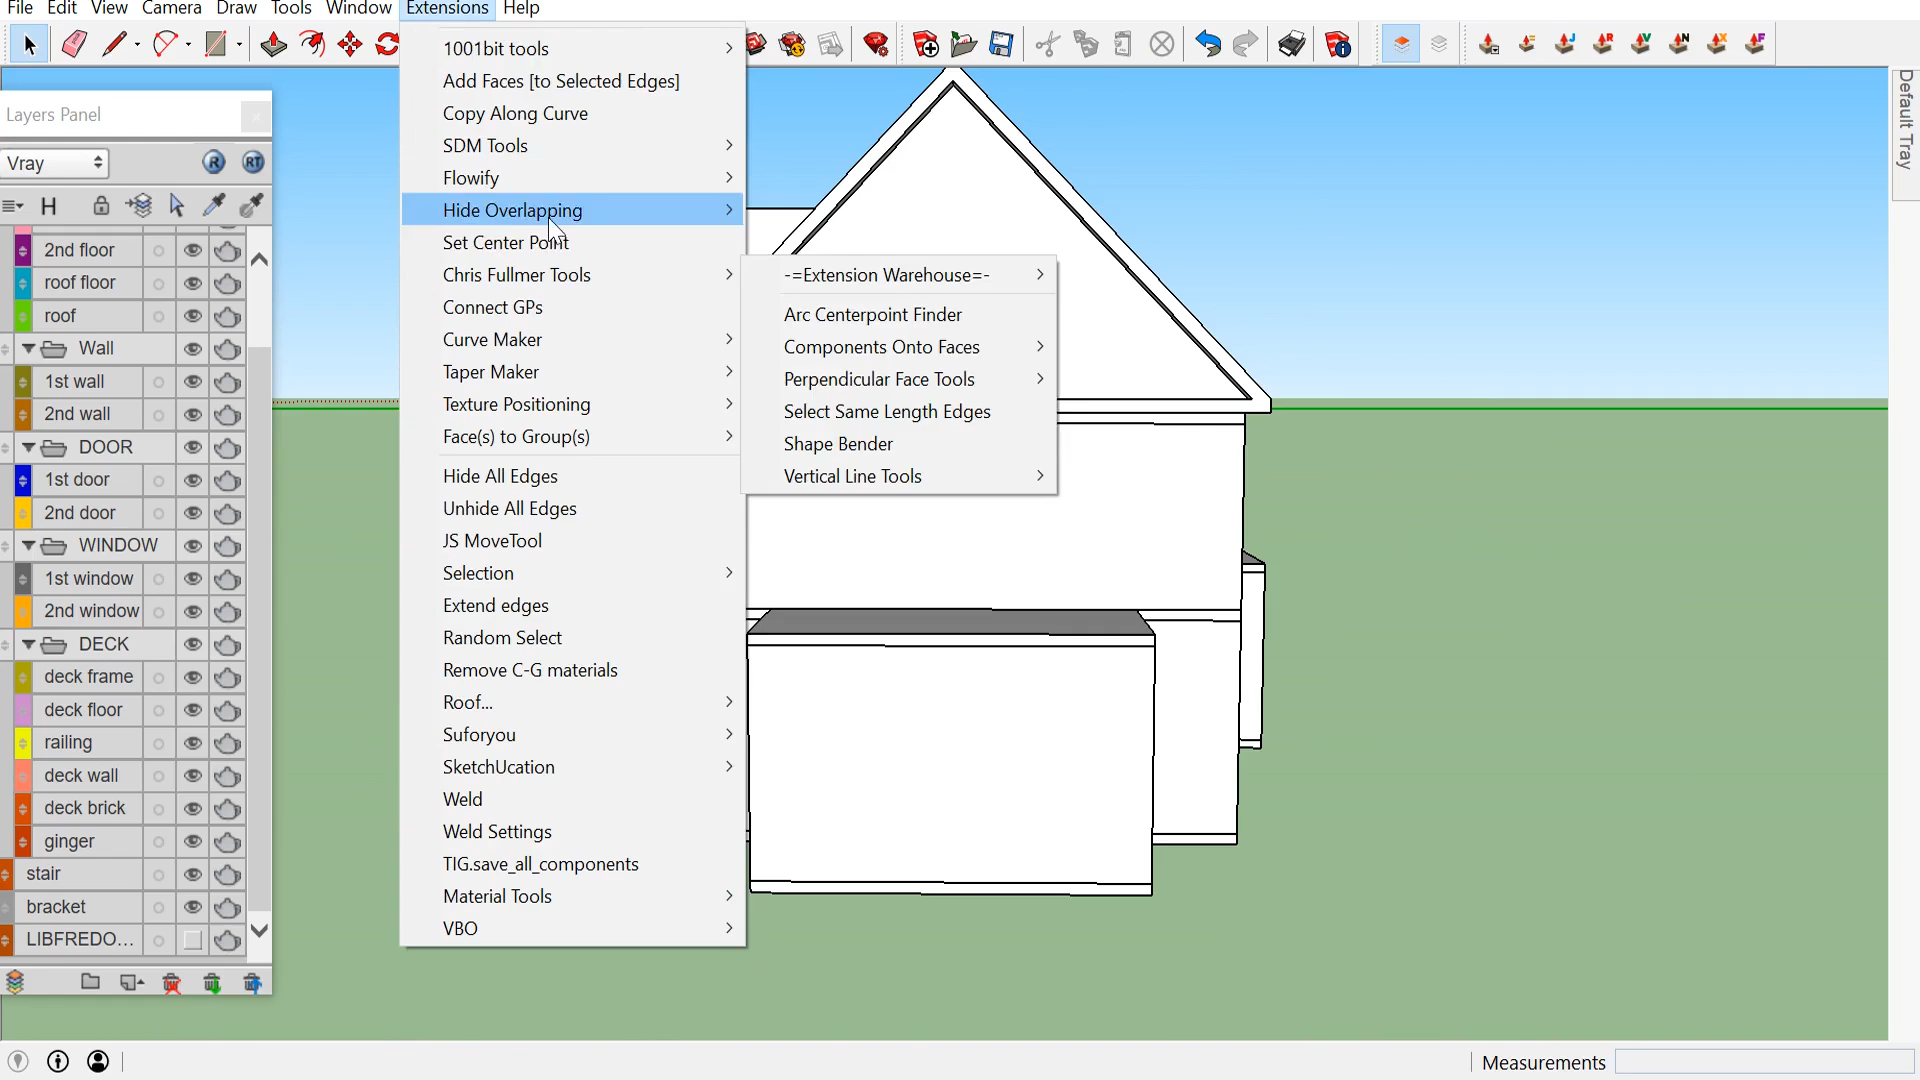 File Edit View Camera Draw Tools Window Extensions Help
Layers Panel
Vray
R RT
H
2nd floor
roof floor
roof
Wall
1st wall
2nd wall
DOOR
1st door
2nd door
WINDOW
1st window
2nd window
DECK
deck frame
deck floor
railing
deck wall
deck brick
ginger
stair
bracket
LIBFREDO...
1001bit tools
Add Faces [to Selected Edges]
Copy Along Curve
SDM Tools
Flowify
Hide Overlapping
Set Center Point
Chris Fullmer Tools
Connect GPs
Curve Maker
Taper Maker
Texture Positioning
Face(s) to Group(s)
Hide All Edges
Unhide All Edges
JS MoveTool
Selection
Extend edges
Random Select
Remove C-G materials
Roof...
Suforyou
SketchUcation
Weld
Weld Settings
TIG.save_all_components
Material Tools
VBO
-=Extension Warehouse=-
Arc Centerpoint Finder
Components Onto Faces
Perpendicular Face Tools
Select Same Length Edges
Shape Bender
Vertical Line Tools
J R V N X F
Default Tray
Measurements